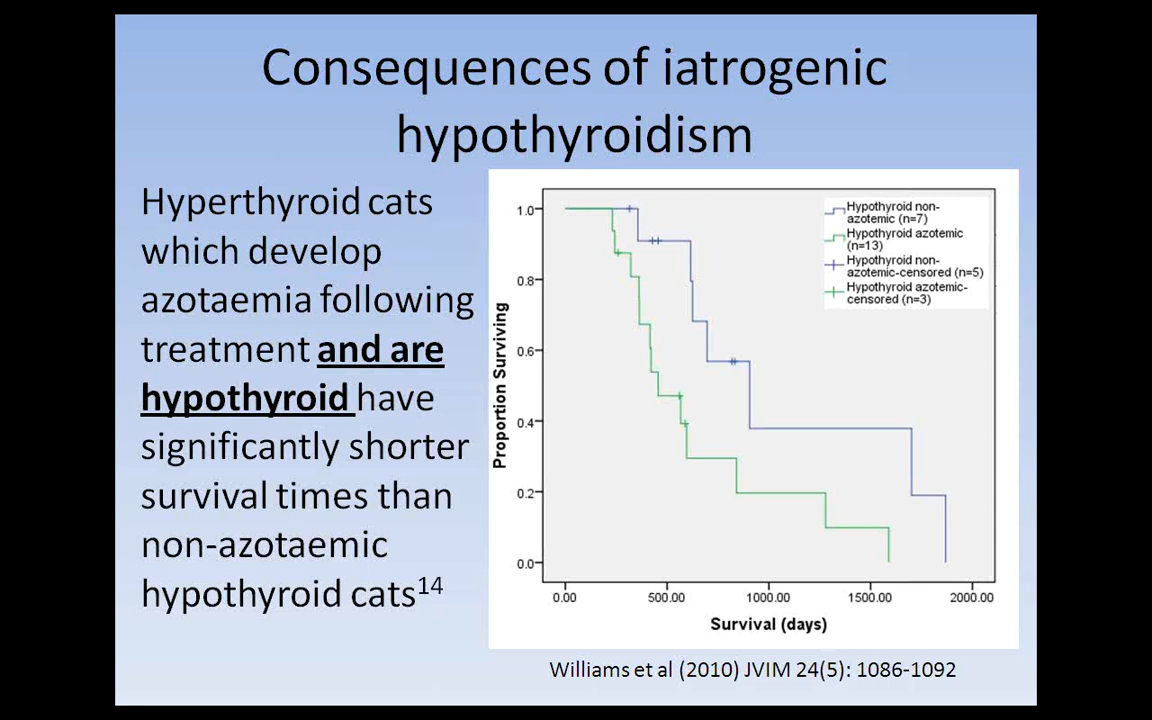 Consequences of iatrogenic
hypothyroidism
Hyperthyroid cats
which develop
azotaemia following
treatment and are
hypothyroid have
significantly shorter
survival times than
non-azotaemic
hypothyroid cats14
Proportion Surviving
1.0
0.8
0.6
0.4
0.2
0.0
Hypothyroid non-
azotemic (n=7)
Hypothyroid azotemic
(n=13)
Hypothyroid non-
azotemic-censored (n=5)
Hypothyroid azotemic-
censored (n=3)
0.00 500.00 1000.00 1500.00 2000.00
Survival (days)
Williams et al (2010) JVIM 24(5): 1086-1092